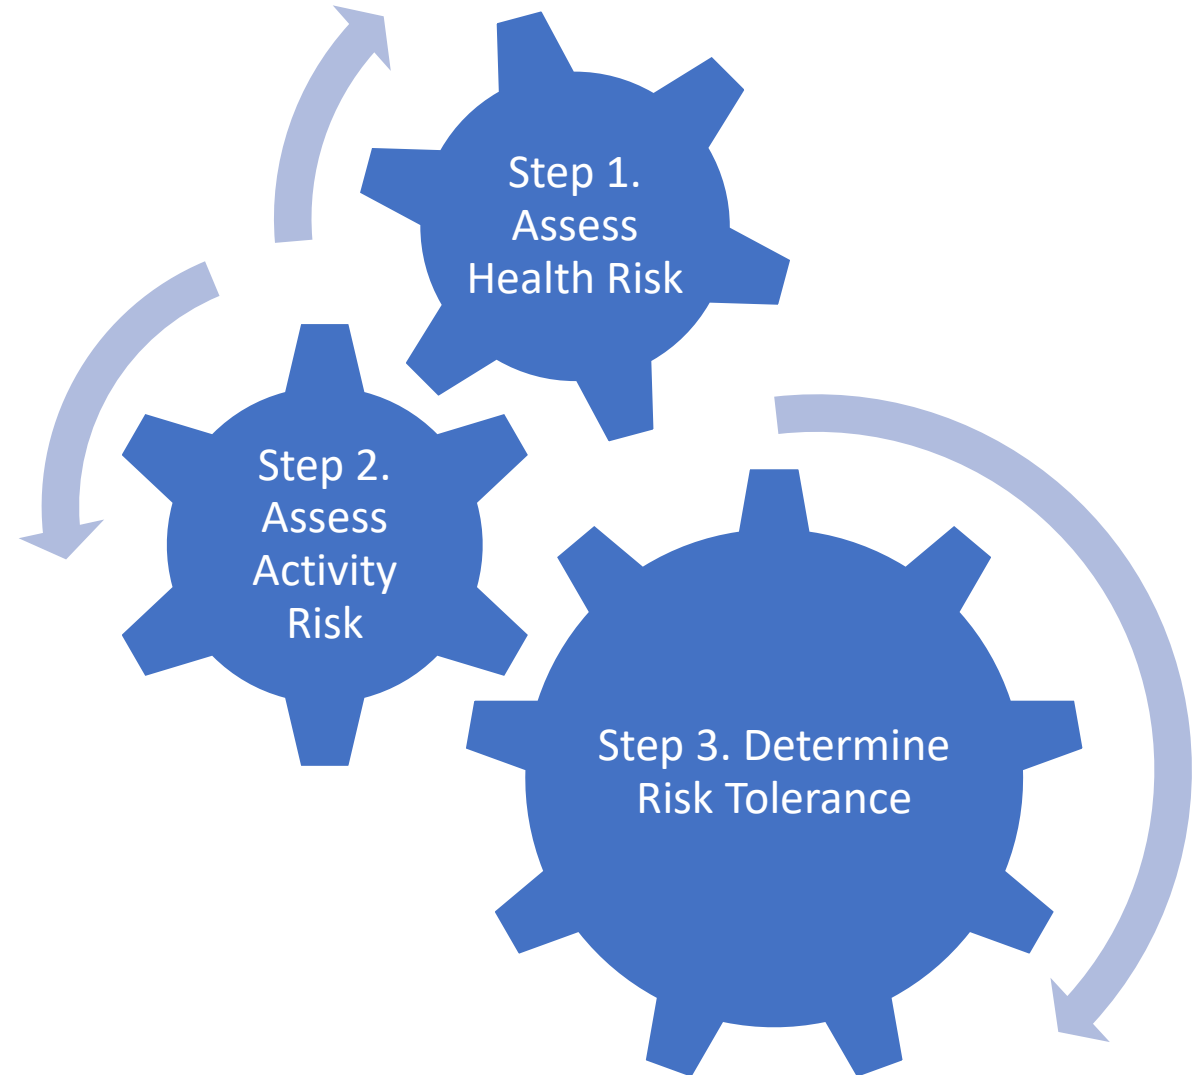 Step 1.
Assess
Health Risk
Step 2.
Assess
Activity
Risk
Step 3. Determine
Risk Tolerance